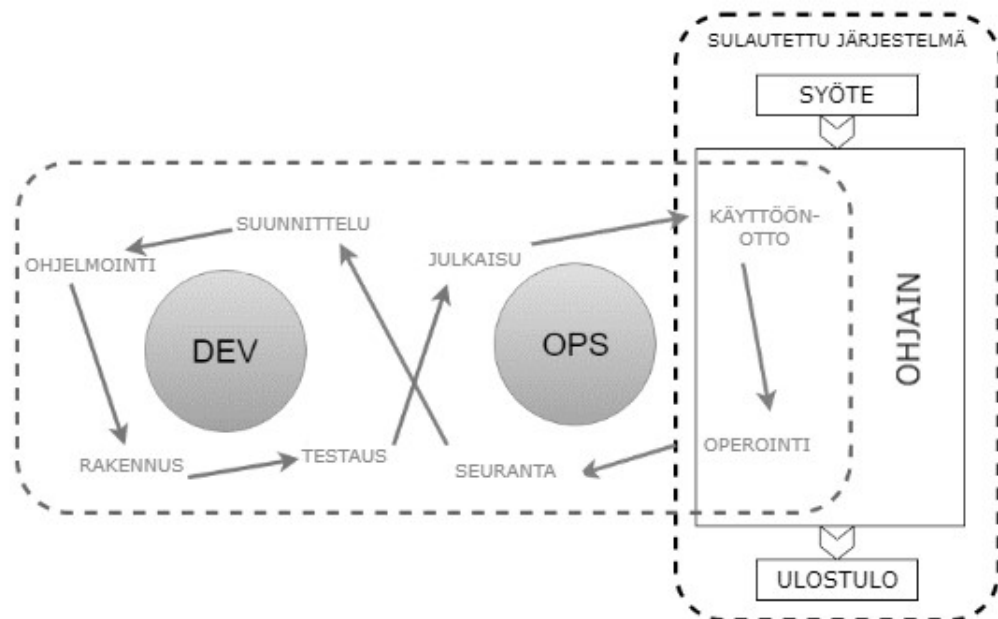 SULAUTETTU JÄRJESTELMÄ
SYÖTE
SUUNNITTELU
OHJELMOINTI
JULKAISU
KÄYTTÖÖN-
OTTO
DEV
OPS
OHJAIN
RAKENNUS
TESTAUS
SEURANTA
OPEROINTI
ULOSTULO